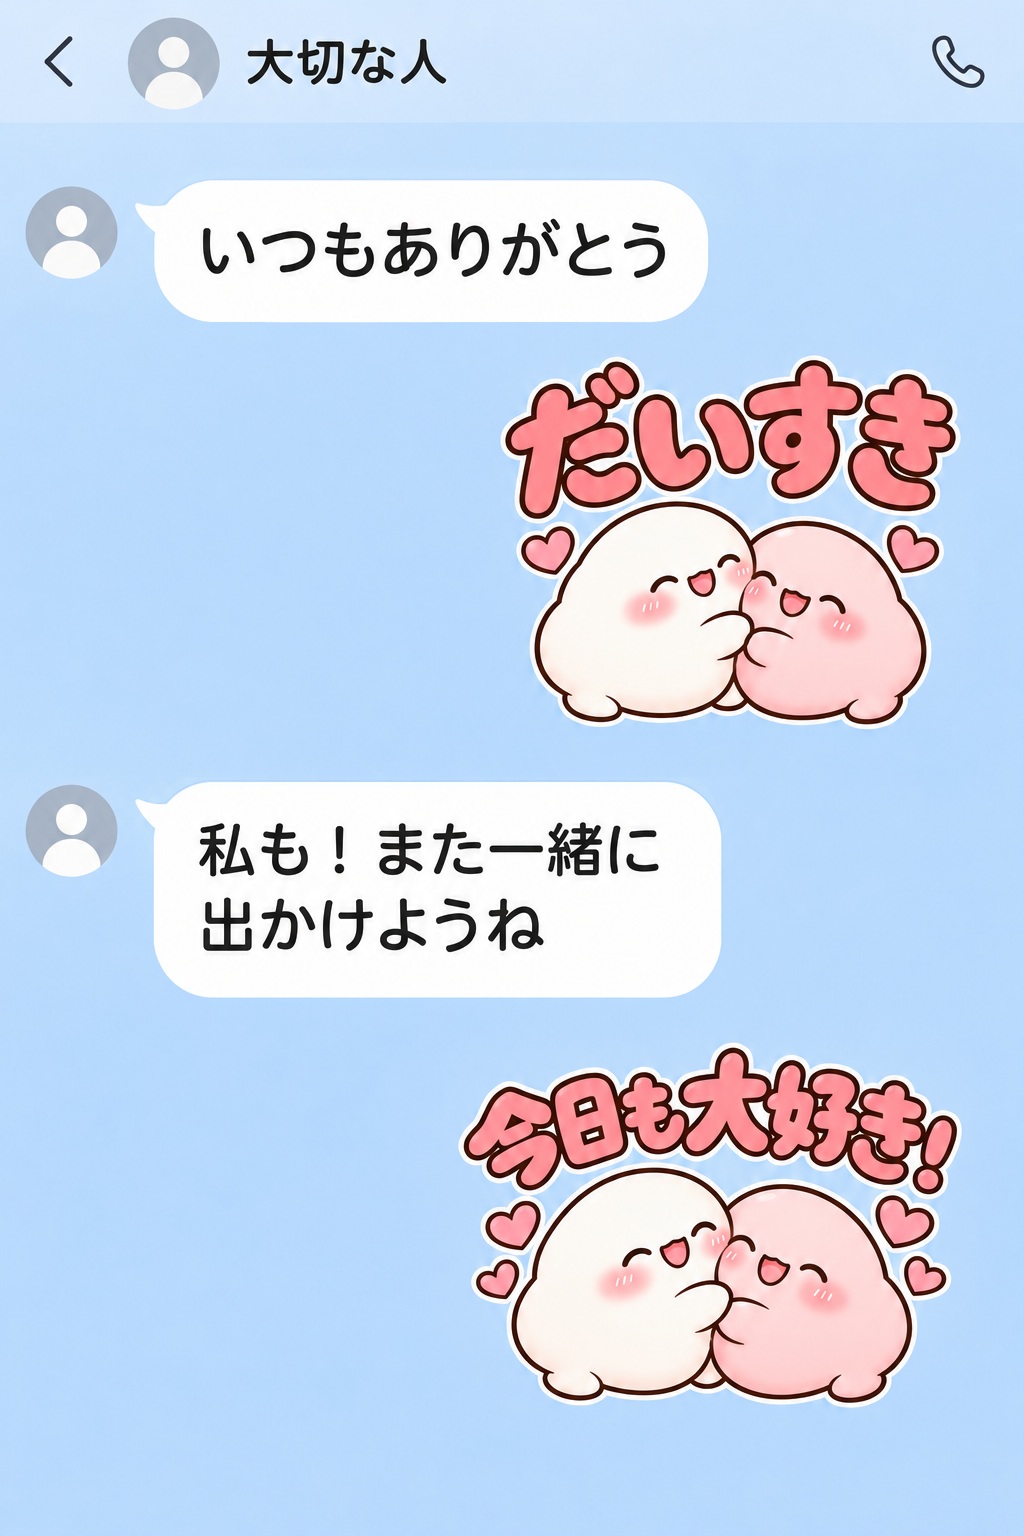 大切な人
いつもありがとう
だいすき
私も！また一緒に
出かけようね
今日も大好き!